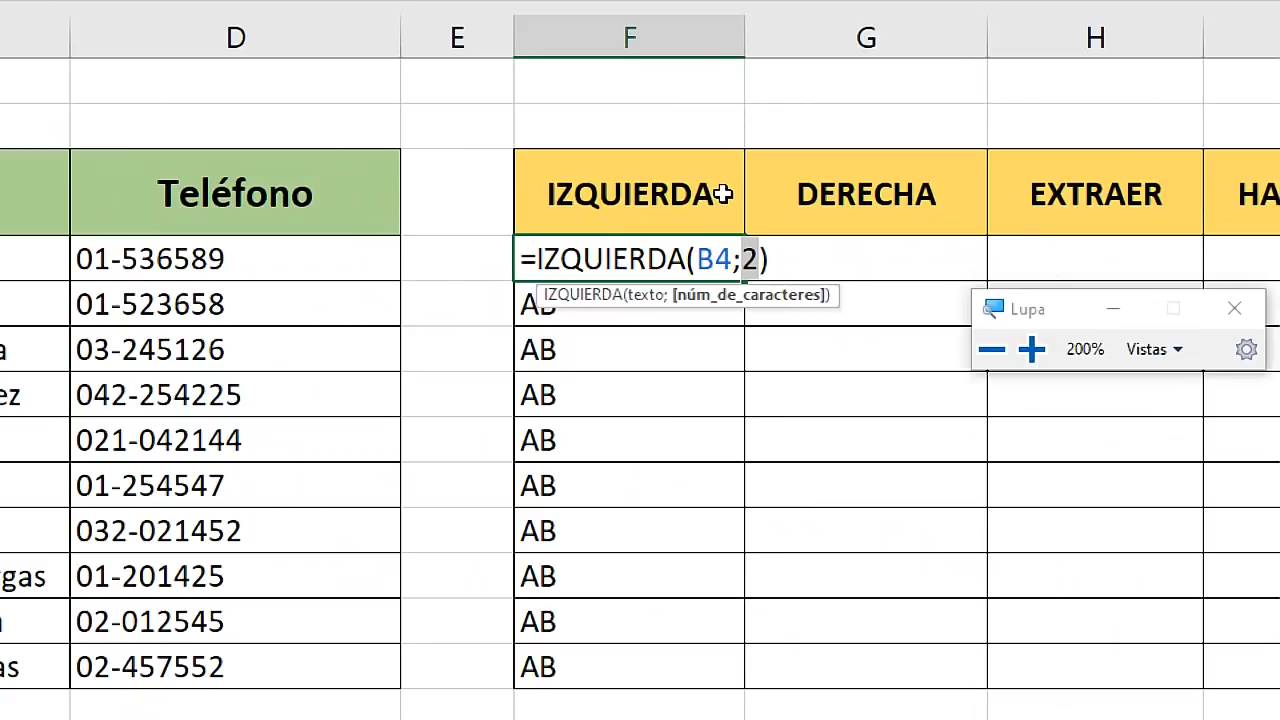 D E F G H
Teléfono IZQUIERDA DERECHA EXTRAER HA
01-536589 =IZQUIERDA(B4;2)
IZQUIERDA(texto; [núm_de_caracteres])
01-523658 AB
Lupa
a 03-245126 AB
200% Vistas
ez 042-254225 AB
021-042144 AB
01-254547 AB
032-021452 AB
rgas 01-201425 AB
02-012545 AB
as 02-457552 AB